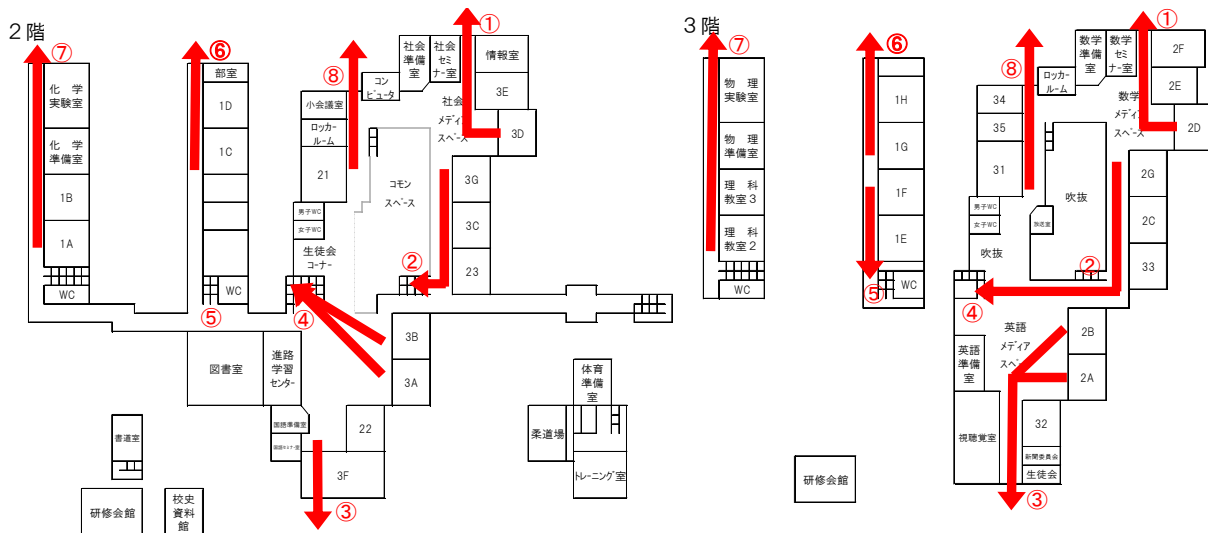 2階
⑦
化 学
実験室
化 学
準備室
1B
1A
WC
⑥
部室
1D
1C
WC
⑤
⑧
小会議室
ロッカー
ルーム
21
男子WC
女子WC
生徒会
コーナー
④
コン
ピュータ
社会
準備
室
社会
セミ
ナー室
①
情報室
3E
社会
メディア
スペース
3D
コモン
スペース
3G
3C
23
②
3B
3A
図書室
進路
学習
センター
国語準備室
22
3F
③
書道室
研修会館
校史
資料
館
柔道場
体育
準備
室
トレーニング室
3階
⑦
物 理
実験室
物 理
準備室
理 科
教室3
理 科
教室2
WC
⑥
1H
1G
1F
1E
WC
⑤
⑧
34
35
31
男子WC
女子WC
吹抜
④
ロッカー
ルーム
数学
準備
室
数学
セミ
ナー室
①
2F
2E
数学
メディア
スペース
2D
吹抜
放送室
2G
2C
33
②
英語
メディア
スペース
2B
2A
英語
準備
室
視聴覚室
32
新聞委員会
生徒会
③
研修会館